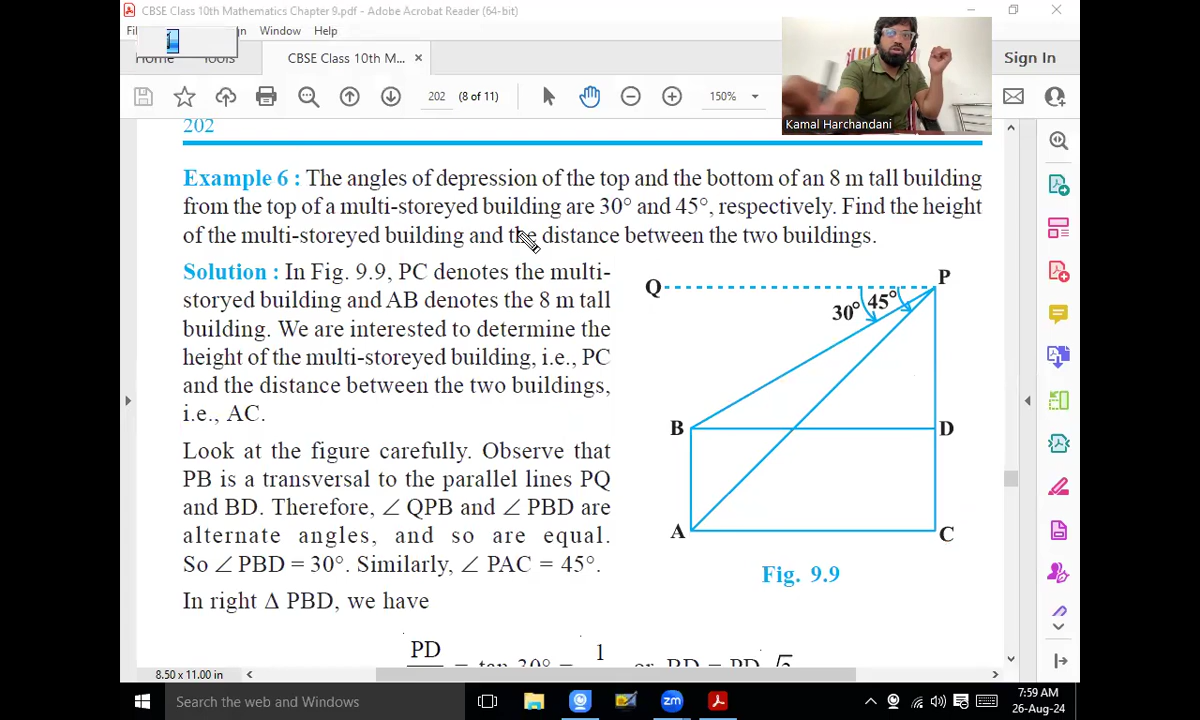 CBSE Class 10th Mathematics Chapter 9.pdf - Adobe Acrobat Reader (64-bit)
Window Help
Home Tools CBSE Class 10th M... × Sign In
202 (8 of 11) 150%
Kamal Harchandani
202
Example 6 : The angles of depression of the top and the bottom of an 8 m tall building
from the top of a multi-storeyed building are 30° and 45°, respectively. Find the height
of the multi-storeyed building and the distance between the two buildings.
Solution : In Fig. 9.9, PC denotes the multi-
storyed building and AB denotes the 8 m tall
building. We are interested to determine the
height of the multi-storeyed building, i.e., PC
and the distance between the two buildings,
i.e., AC.
Look at the figure carefully. Observe that
PB is a transversal to the parallel lines PQ
and BD. Therefore, ∠ QPB and ∠ PBD are
alternate angles, and so are equal.
So ∠ PBD = 30°. Similarly, ∠ PAC = 45°.
In right Δ PBD, we have
PD
= tan 30° = 1 or BD = PD √3
Q P
30° 45°
B D
A C
Fig. 9.9
8.50 x 11.00 in
Search the web and Windows
zm
7:59 AM
26-Aug-24